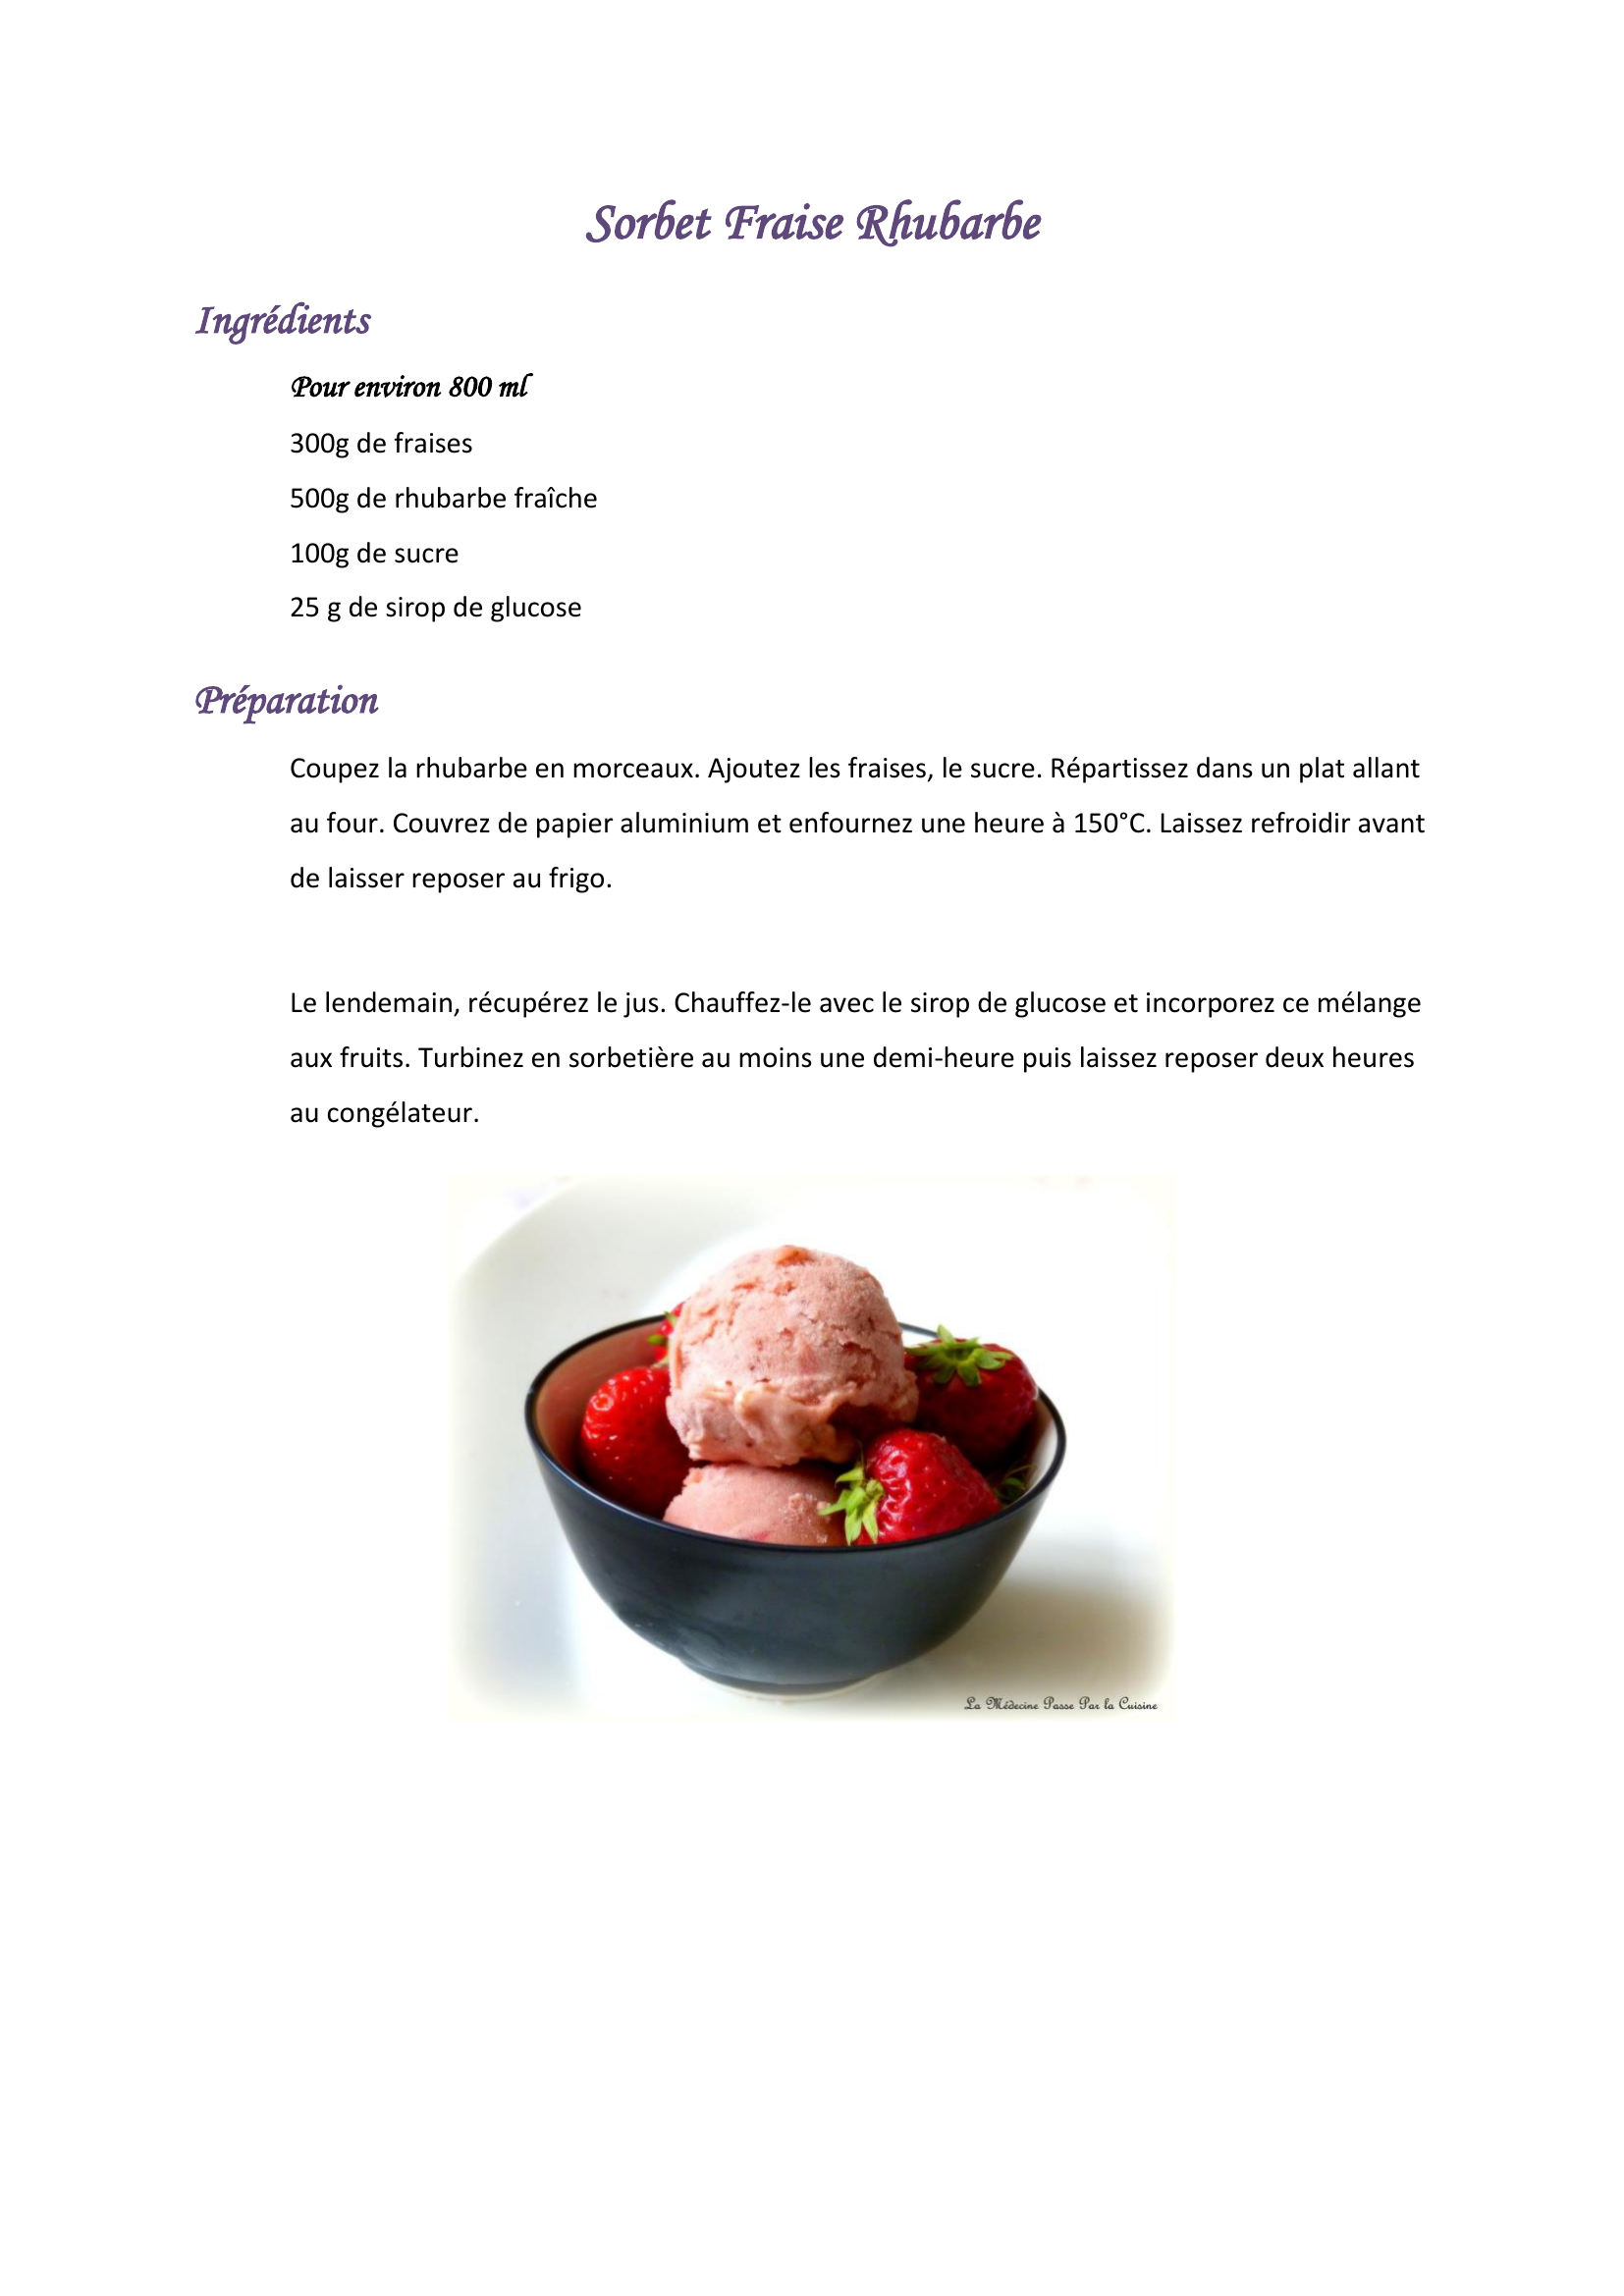 Sorbet Fraise Rhubarbe
Ingrédients
Pour environ 800 ml
300g de fraises
500g de rhubarbe fraîche
100g de sucre
25 g de sirop de glucose
Préparation
Coupez la rhubarbe en morceaux. Ajoutez les fraises, le sucre. Répartissez dans un plat allant
au four. Couvrez de papier aluminium et enfournez une heure à 150°C. Laissez refroidir avant
de laisser reposer au frigo.
Le lendemain, récupérez le jus. Chauffez-le avec le sirop de glucose et incorporez ce mélange
aux fruits. Turbinez en sorbetière au moins une demi-heure puis laissez reposer deux heures
au congélateur.
La Médecine Passe Par la Cuisine